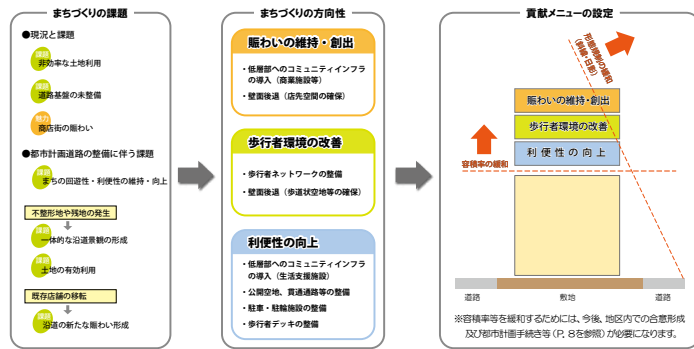 まちづくりの課題
●現況と課題
課題
非効率な土地利用
課題
道路基盤の未整備
魅力
商店街の賑わい
●都市計画道路の整備に伴う課題
課題
まちの回遊性・利便性の維持・向上
不整形地や残地の発生
課題
一体的な沿道景観の形成
課題
土地の有効利用
既存店舗の移転
課題
沿道の新たな賑わい形成
まちづくりの方向性
賑わいの維持・創出
・低層部へのコミュニティインフラ
の導入（商業施設等）
・壁面後退（店先空間の確保）
歩行者環境の改善
・歩行者ネットワークの整備
・壁面後退（歩道状空地等の確保）
利便性の向上
・低層部へのコミュニティインフラ
の導入（生活支援施設）
・公開空地、貫通通路等の整備
・駐車・駐輪施設の整備
・歩行者デッキの整備
貢献メニューの設定
形態規制の緩和
（斜線・日影）
賑わいの維持・創出
歩行者環境の改善
利便性の向上
容積率の緩和
道路
敷地
道路
※容積率等を緩和するためには、今後、地区内での合意形成
及び都市計画手続き等（P．8を参照）が必要になります。